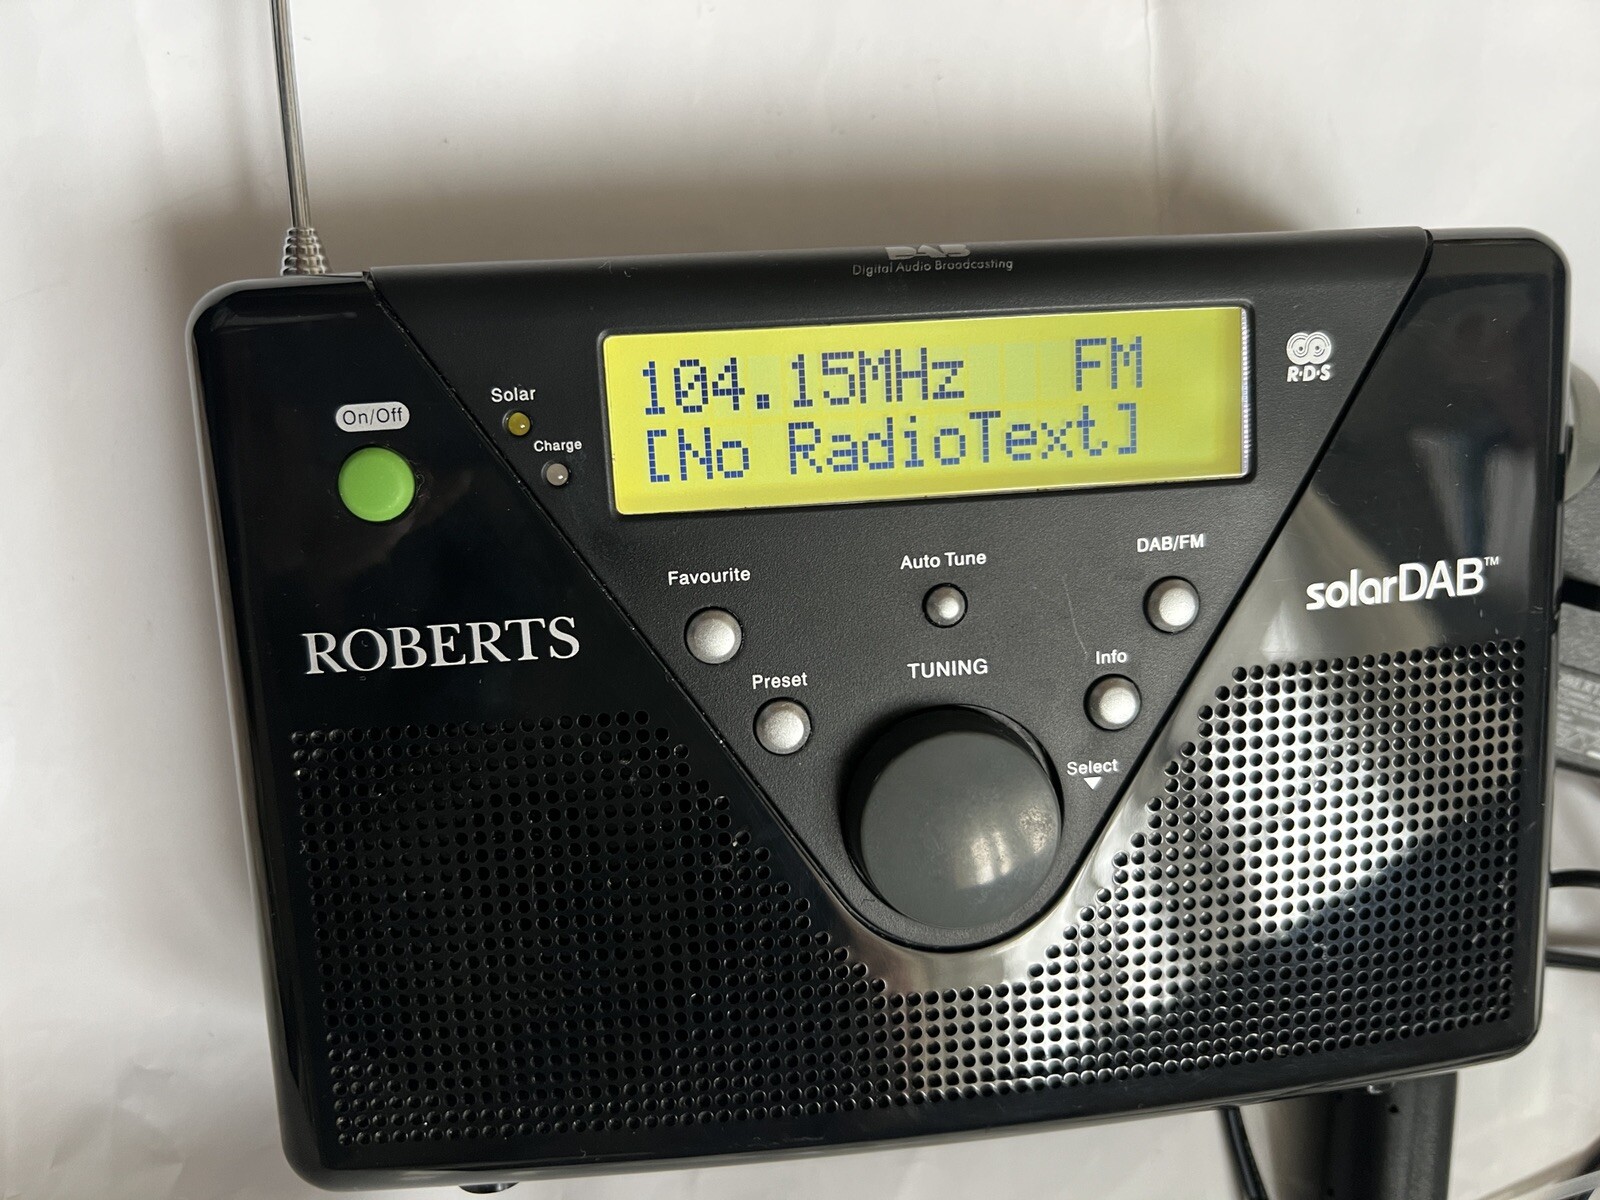 DAB
Digital Audio Broadcasting
104.15MHz FM
[No RadioText]
R·D·S
Solar
On/Off
Charge
Auto Tune
DAB/FM
Favourite
solarDAB™
ROBERTS
TUNING
Info
Preset
Select